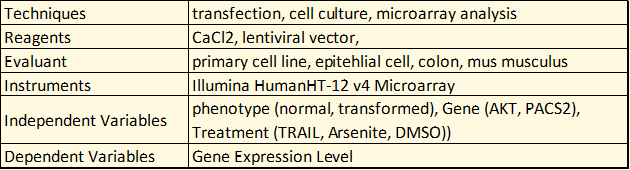 Techniques transfection, cell culture, microarray analysis
Reagents CaCl2, lentiviral vector,
Evaluant primary cell line, epitehlial cell, colon, mus musculus
Instruments Illumina HumanHT-12 v4 Microarray
Independent Variables phenotype (normal, transformed), Gene (AKT, PACS2),
Treatment (TRAIL, Arsenite, DMSO))
Dependent Variables Gene Expression Level